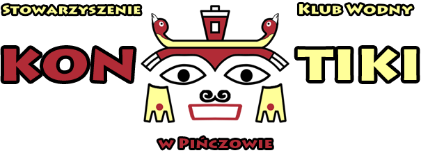 Stowarzyszenie Klub Wodny
KON TIKI
w Pińczowie